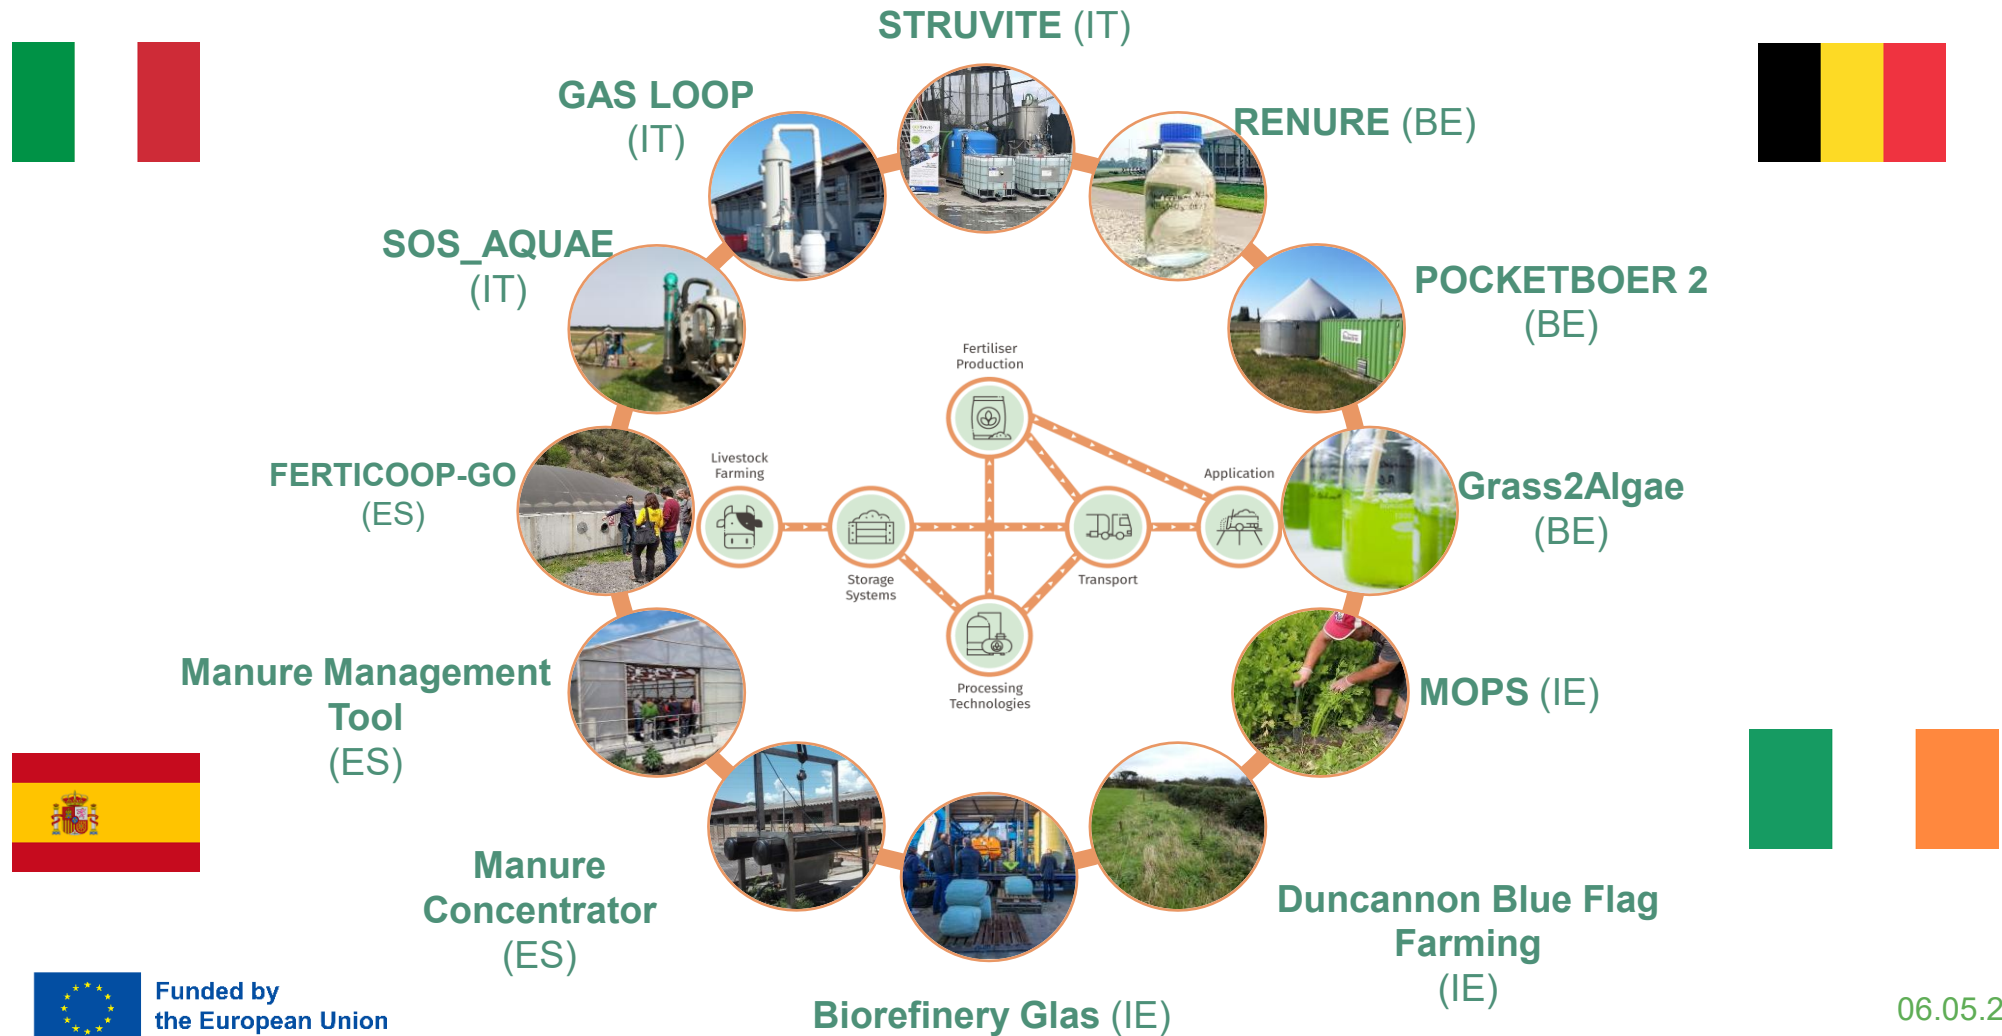 STRUVITE (IT)
GAS LOOP
(IT)
RENURE (BE)
SOS_AQUAE
(IT)
POCKETBOER 2
(BE)
Fertiliser
Production
Livestock
Farming
Application
FERTICOOP-GO
(ES)
Grass2Algae
(BE)
Storage
Systems
Transport
Processing
Technologies
Manure Management
Tool
(ES)
MOPS (IE)
Manure
Concentrator
(ES)
Duncannon Blue Flag
Farming
(IE)
Biorefinery Glas (IE)
Funded by
the European Union
06.05.2